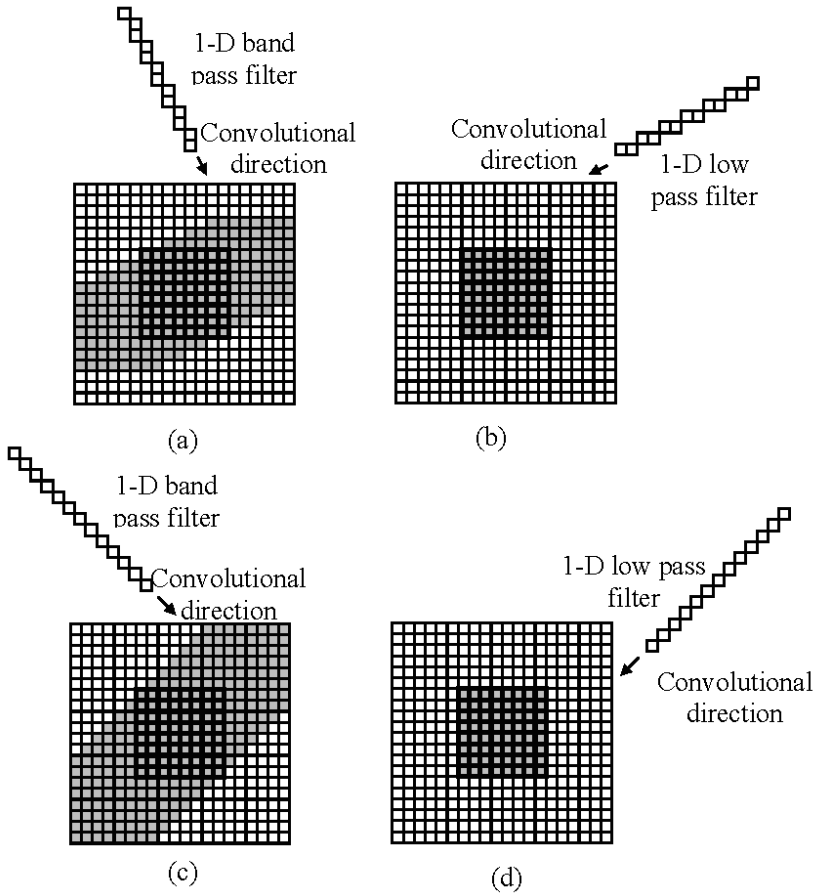 1-D band
pass filter
Convolutional
direction
Convolutional
direction
1-D low
pass filter
(a)
(b)
1-D band
pass filter
Convolutional
direction
1-D low pass
filter
Convolutional
direction
(c)
(d)